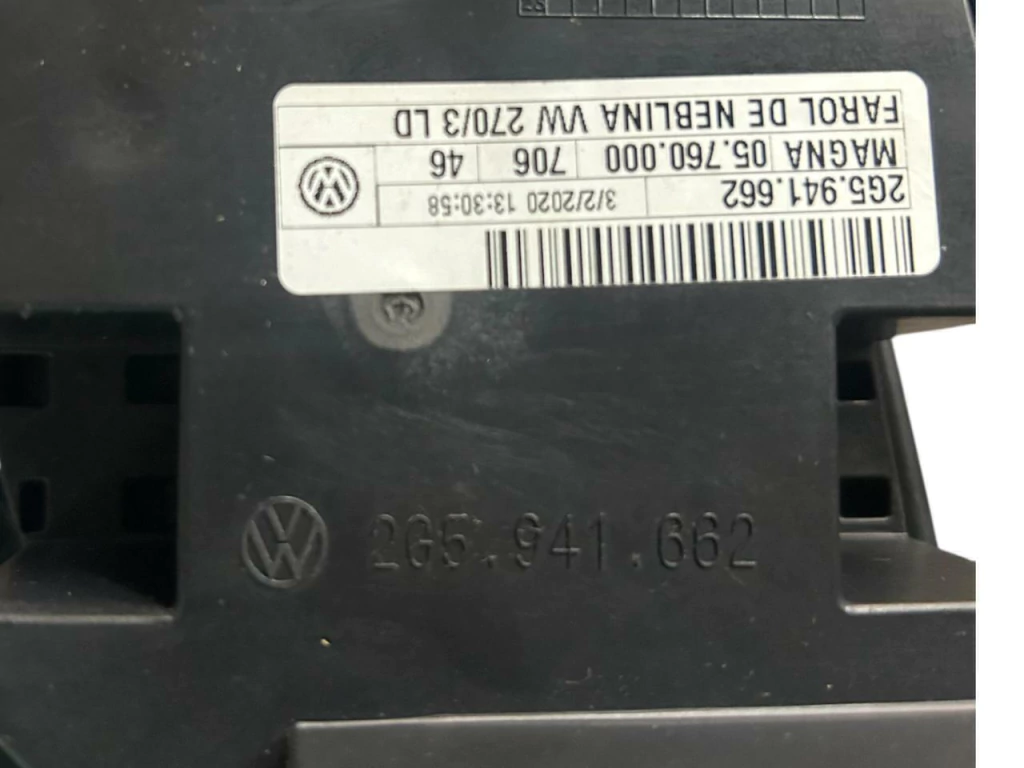 FAROL DE NEBLINA VW 270/3 LD
MAGNA 05.760.000 706 46
2G5.941.662 3/2/2020 13:30:58
2G5.941.662